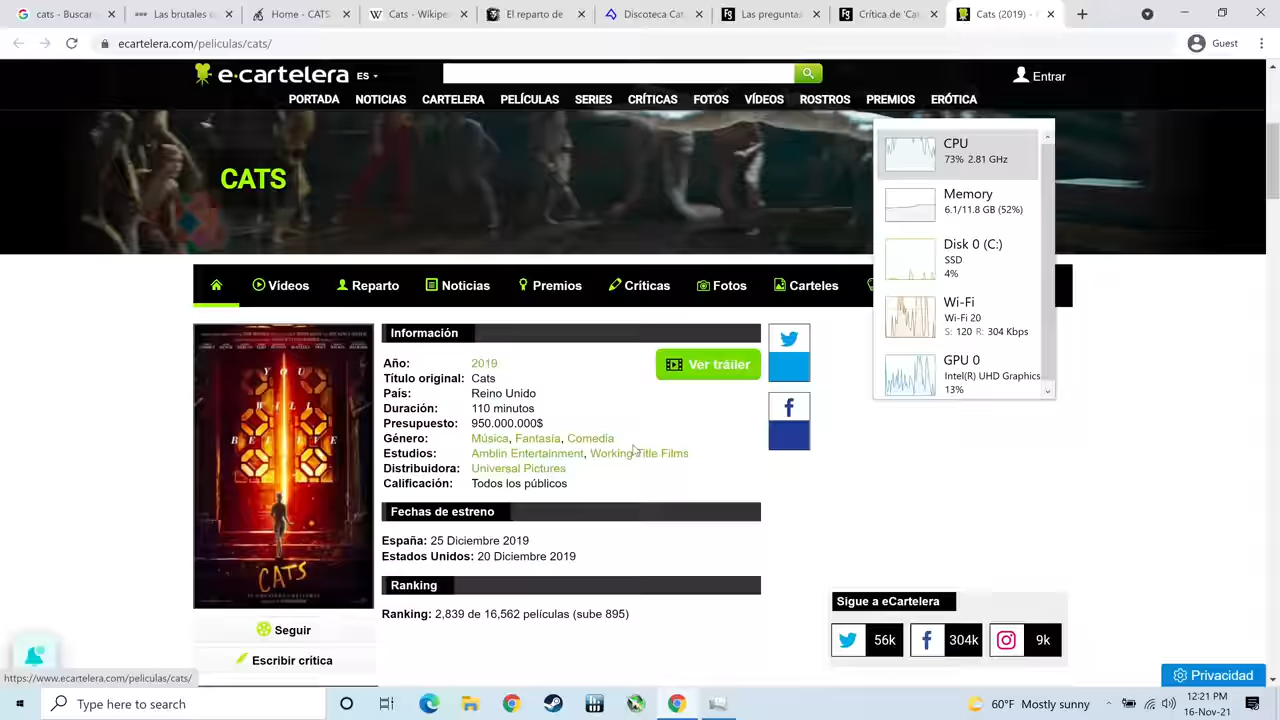 cATS - Buscar
Las brutales c
Cats - Wikipe
El reparto de
Discoteca Cat
Las preguntas
Crítica de 'Ca
Cats (2019) -
ecartelera.com/peliculas/cats/
Guest
e-cartelera ES
Entrar
PORTADA NOTICIAS CARTELERA PELÍCULAS SERIES CRÍTICAS FOTOS VÍDEOS ROSTROS PREMIOS ERÓTICA
CATS
CPU
73% 2.81 GHz
Memory
6.1/11.8 GB (52%)
Disk 0 (C:)
SSD
4%
Wi-Fi
Wi-Fi 20
S: 120 R: 304 Kbps
GPU 0
Intel(R) UHD Graphics
13%
Videos Reparto Noticias Premios Críticas Fotos Carteles
YOU
WILL
BELIEVE
CATS
Información
Ver tráiler
Año: 2019
Título original: Cats
País: Reino Unido
Duración: 110 minutos
Presupuesto: 950.000.000$
Género: Música, Fantasía, Comedía
Estudios: Amblin Entertainment, Working Title Films
Distribuidora: Universal Pictures
Calificación: Todos los públicos
Fechas de estreno
España: 25 Diciembre 2019
Estados Unidos: 20 Diciembre 2019
Ranking
Ranking: 2,839 de 16,562 películas (sube 895)
Seguir
Escribir crítica
Sigue a eCartelera
56k 304k 9k
Privacidad
https://www.ecartelera.com/peliculas/cats/
Type here to search
60°F Mostly sunny
12:21 PM
16-Nov-21